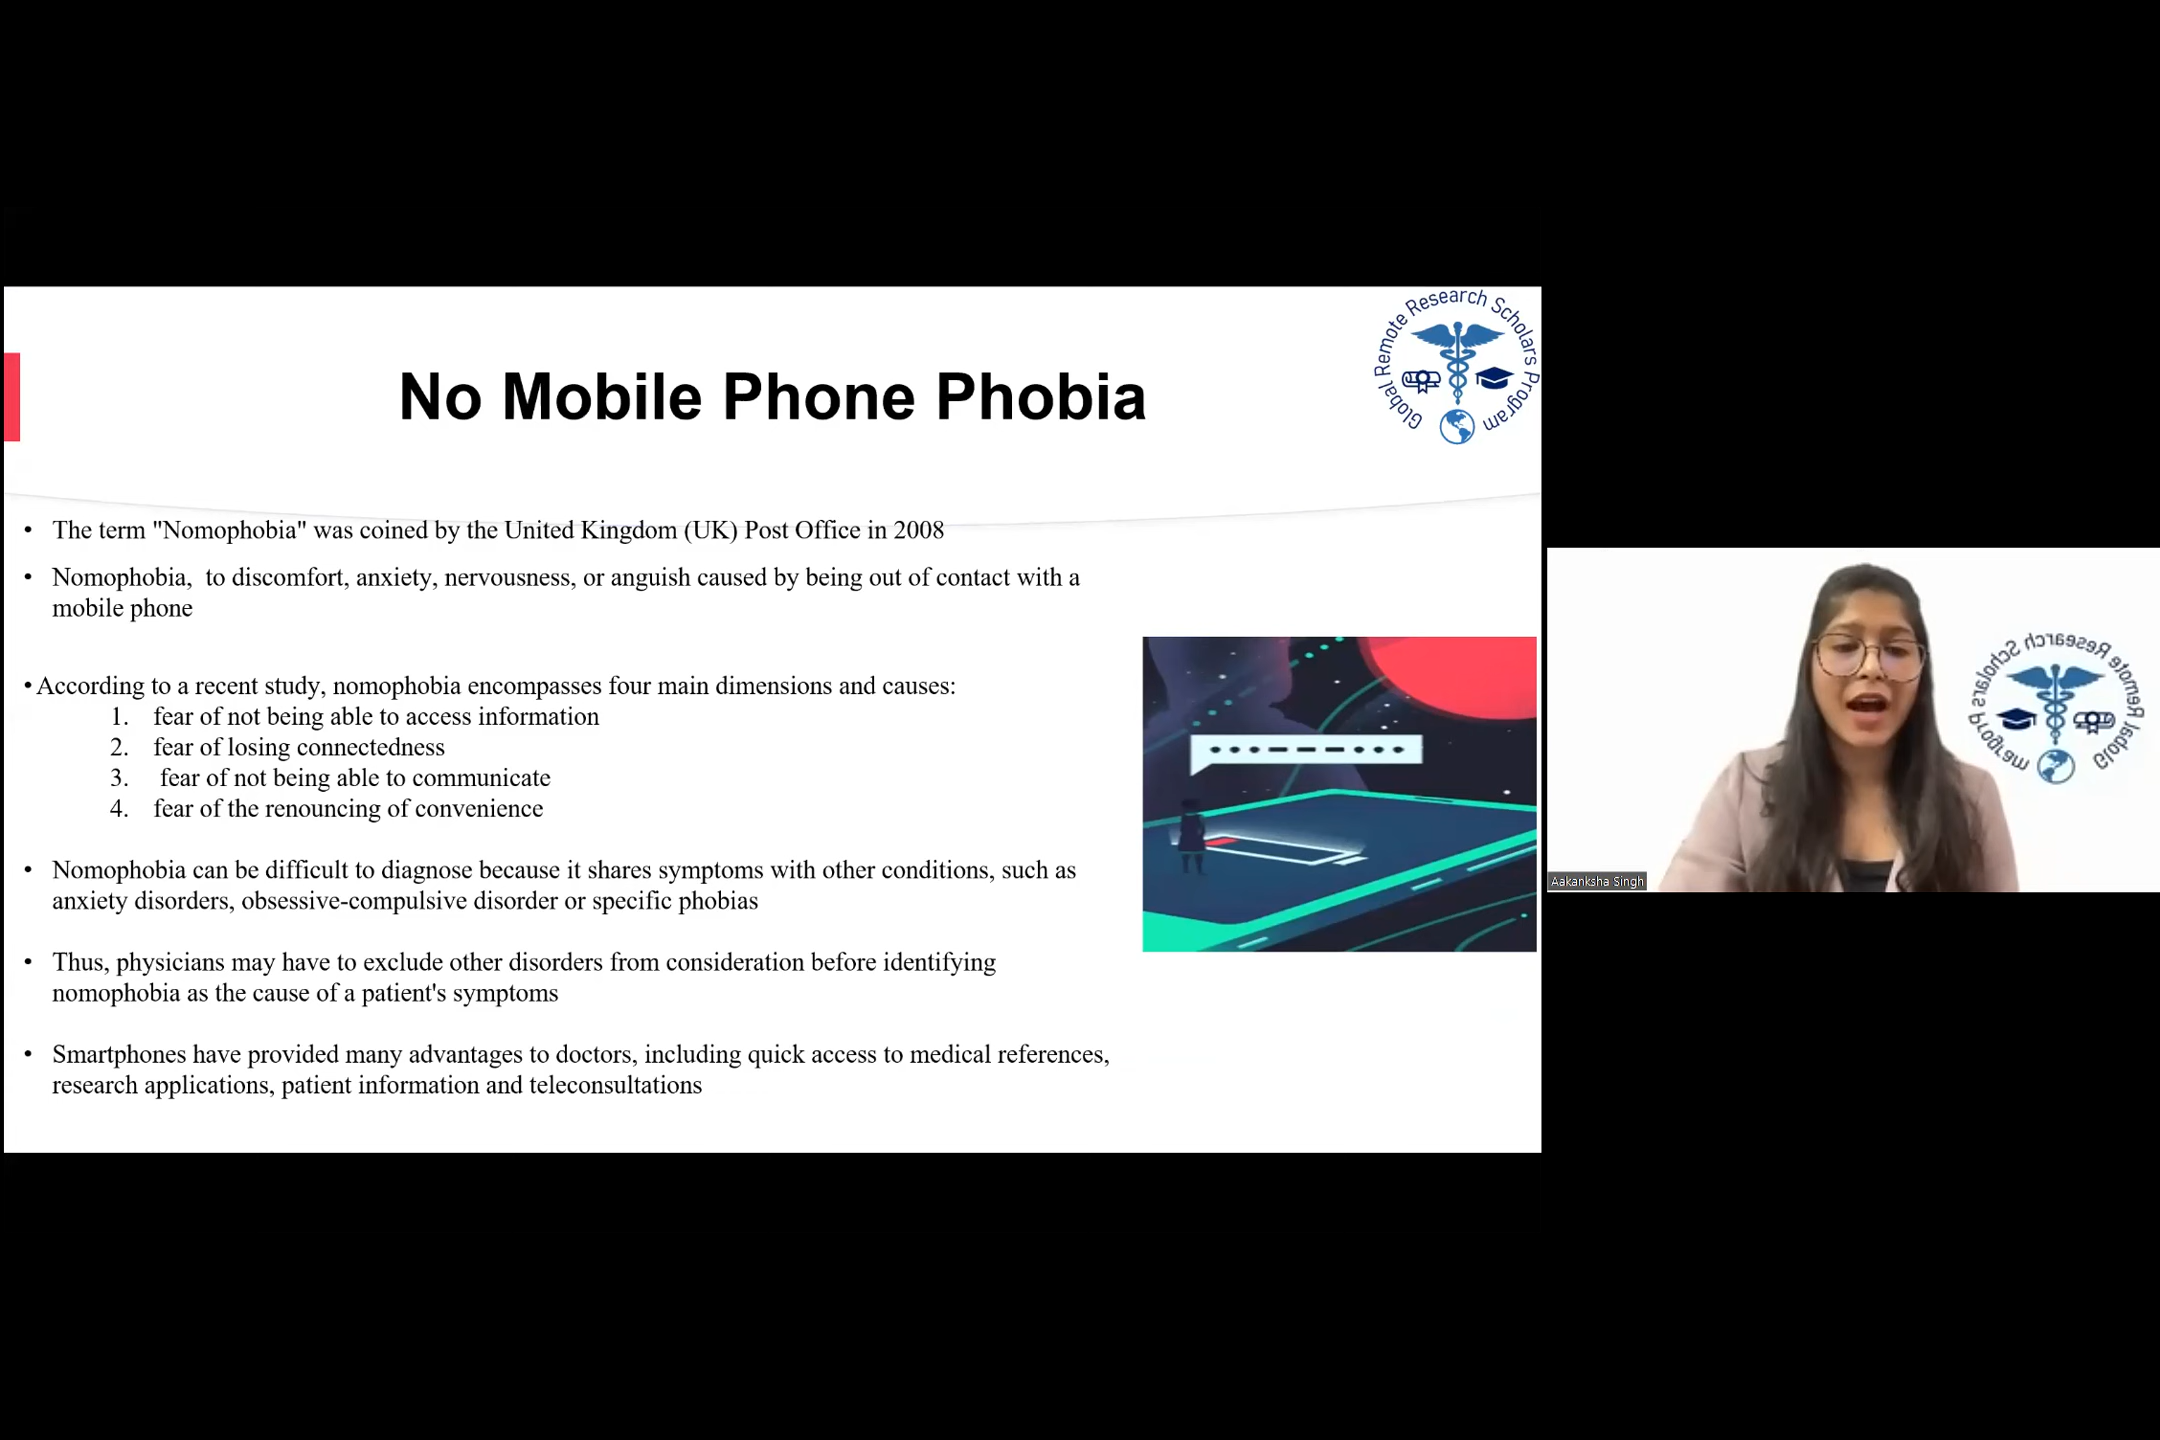 Global Remote Research Scholars Program
No Mobile Phone Phobia
• The term "Nomophobia" was coined by the United Kingdom (UK) Post Office in 2008
• Nomophobia,  to discomfort, anxiety, nervousness, or anguish caused by being out of contact with a
mobile phone
• According to a recent study, nomophobia encompasses four main dimensions and causes:
1. fear of not being able to access information
2. fear of losing connectedness
3. fear of not being able to communicate
4. fear of the renouncing of convenience
• Nomophobia can be difficult to diagnose because it shares symptoms with other conditions, such as
anxiety disorders, obsessive-compulsive disorder or specific phobias
• Thus, physicians may have to exclude other disorders from consideration before identifying
nomophobia as the cause of a patient's symptoms
• Smartphones have provided many advantages to doctors, including quick access to medical references,
research applications, patient information and teleconsultations
Global Remote Research Scholars Program
Aakanksha Singh